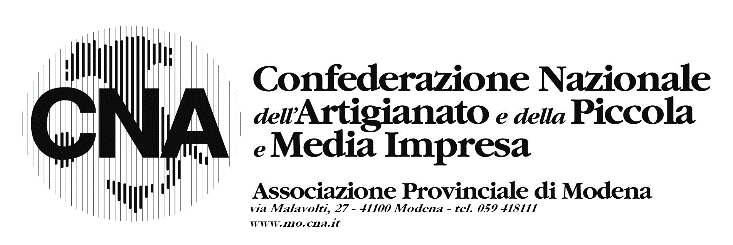 CNA
Confederazione Nazionale
dell'Artigianato e della Piccola
e Media Impresa
Associazione Provinciale di Modena
via Malavolti, 27 - 41100 Modena - tel. 059 418111
www.mo.cna.it